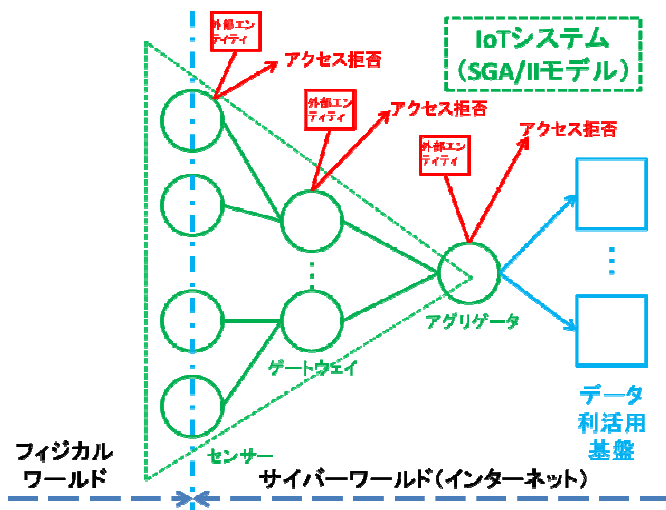 外部エン
ティティ
アクセス拒否
IoTシステム
（SGA/IIモデル）
外部エン
ティティ
アクセス拒否
外部エン
ティティ
アクセス拒否
アグリゲータ
ゲートウェイ
センサー
データ
利活用
基盤
フィジカル
ワールド
サイバーワールド（インターネット）